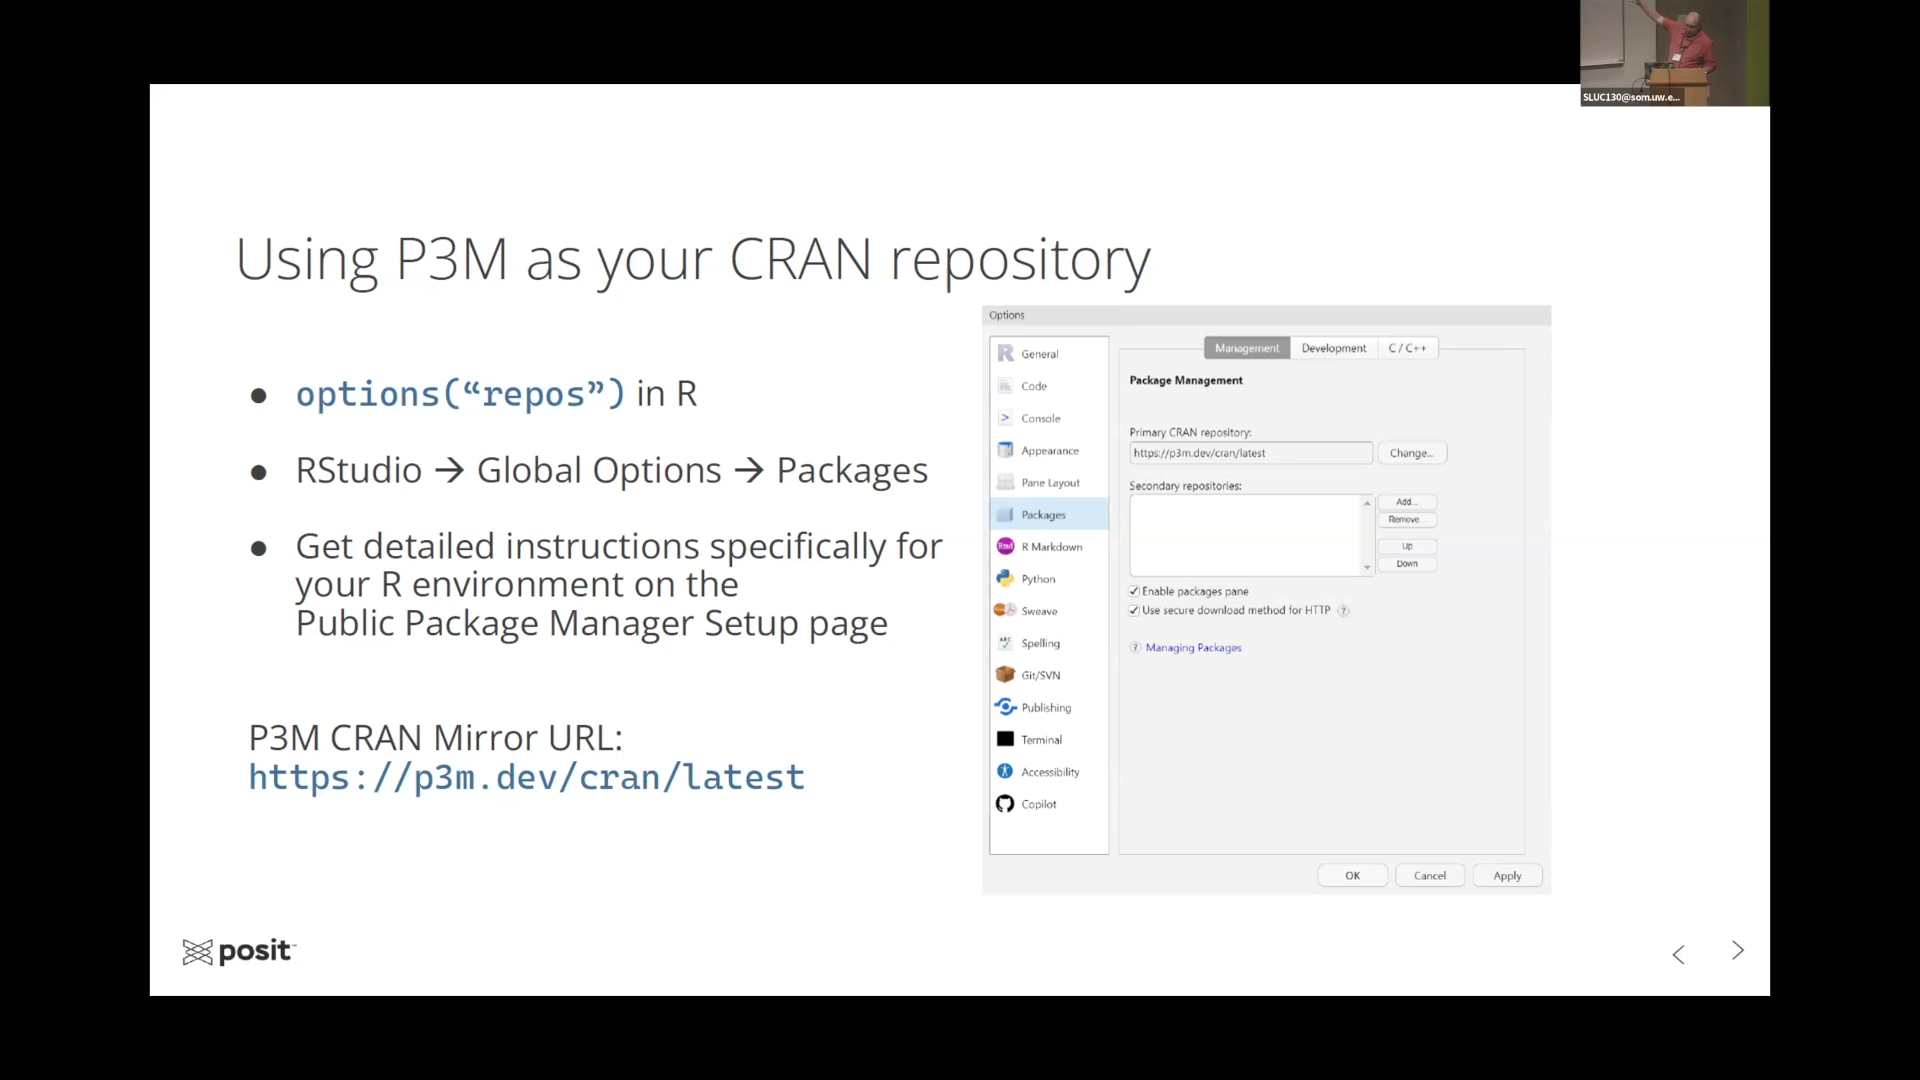 SLUC130@som.uw.e...
Using P3M as your CRAN repository
● options(“repos”) in R
● RStudio → Global Options → Packages
● Get detailed instructions specifically for
your R environment on the
Public Package Manager Setup page
P3M CRAN Mirror URL:
https://p3m.dev/cran/latest
Options
General
Code
Console
Appearance
Pane Layout
Packages
Rmd R Markdown
Python
Sweave
ABC Spelling
Git/SVN
Publishing
Terminal
Accessibility
Copilot
Management Development C / C++
Package Management
Primary CRAN repository:
https://p3m.dev/cran/latest Change...
Secondary repositories:
Add...
Remove...
Up
Down
Enable packages pane
Use secure download method for HTTP ?
? Managing Packages
OK Cancel Apply
posit™